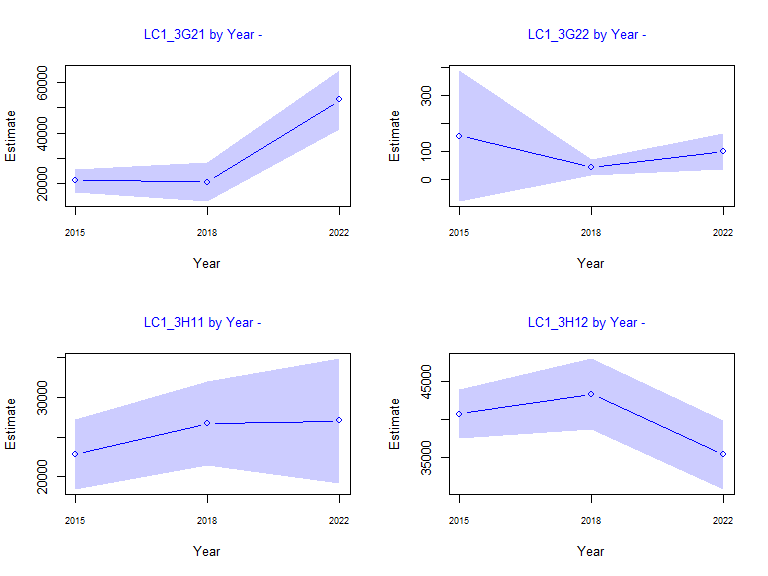 LC1_3G21 by Year -
Estimate
60000
40000
20000
2015
2018
2022
Year
LC1_3G22 by Year -
Estimate
300
100
0
2015
2018
2022
Year
LC1_3H11 by Year -
Estimate
30000
20000
2015
2018
2022
Year
LC1_3H12 by Year -
Estimate
45000
35000
2015
2018
2022
Year